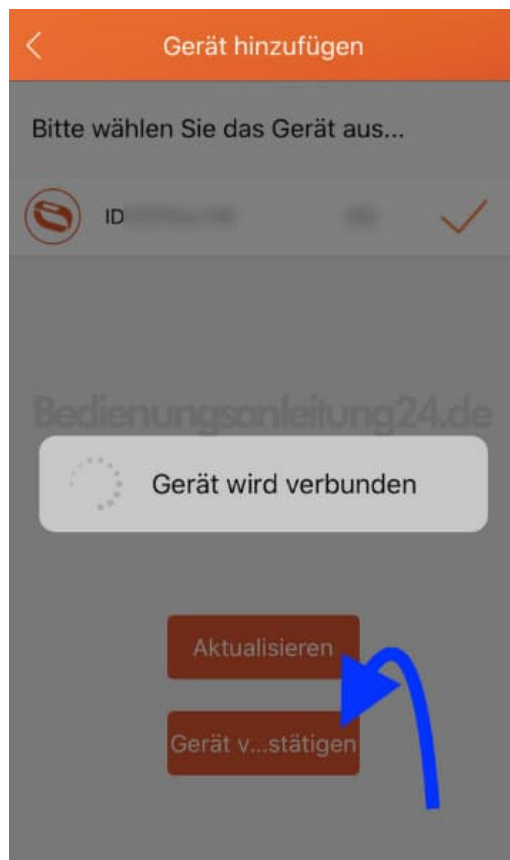 Gerät hinzufügen
Bitte wählen Sie das Gerät aus...
ID
Bedienungsanleitung24.de
Gerät wird verbunden
Aktualisieren
Gerät v...stätigen